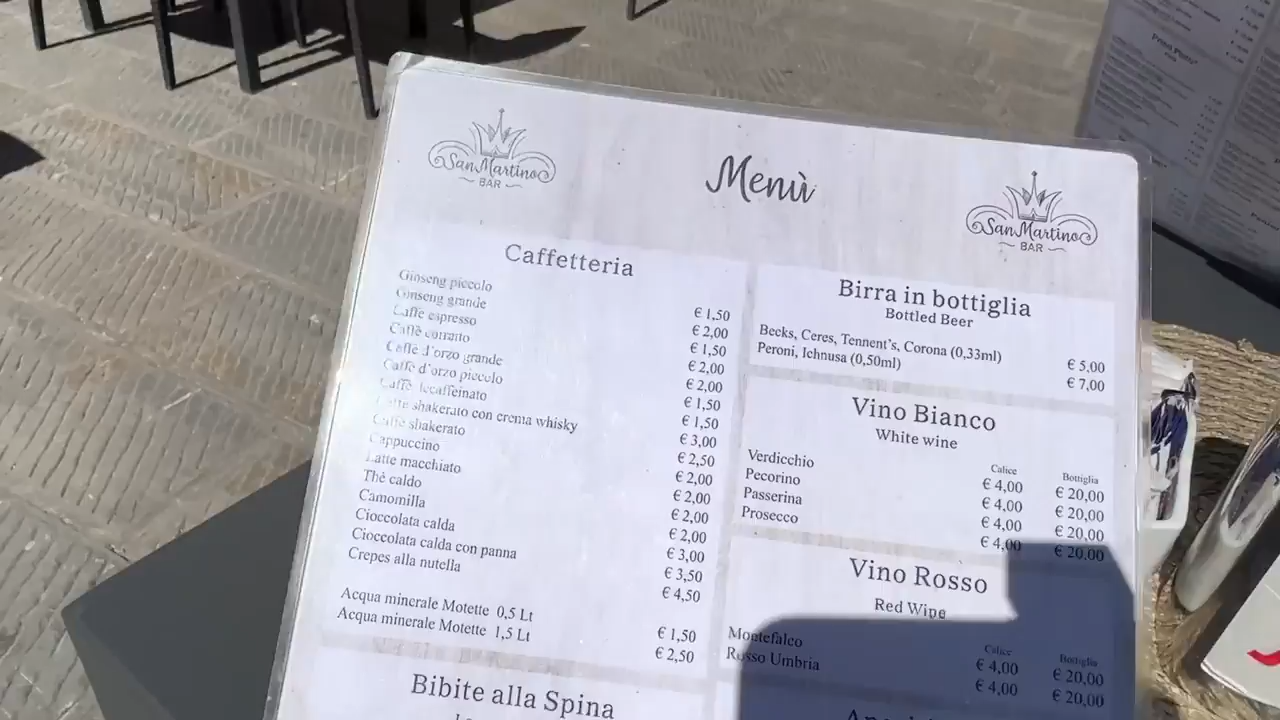 San Martino
BAR
Menù
San Martino
BAR
Caffetteria
Ginseng piccolo € 1,50
Ginseng grande € 2,00
Caffè espresso € 1,50
Caffè corretto € 2,00
Caffè d'orzo grande € 2,00
Caffè d'orzo piccolo € 1,50
Caffè decaffeinato € 1,50
Caffè shakerato con crema whisky € 3,00
Caffè shakerato € 2,50
Cappuccino € 2,00
Latte macchiato € 2,00
Thè caldo € 2,00
Camomilla € 2,00
Cioccolata calda € 3,00
Cioccolata calda con panna € 3,50
Crepes alla nutella € 4,50
Acqua minerale Motette 0,5 Lt € 1,50
Acqua minerale Motette 1,5 Lt € 2,50
Bibite alla Spina
Birra in bottiglia
Bottled Beer
Becks, Ceres, Tennent's, Corona (0,33ml) € 5,00
Peroni, Ichnusa (0,50ml) € 7,00
Vino Bianco
White wine
Calice Bottiglia
Verdicchio € 4,00 € 20,00
Pecorino € 4,00 € 20,00
Passerina € 4,00 € 20,00
Prosecco € 4,00 € 20,00
Vino Rosso
Red Wine
Calice Bottiglia
Montefalco € 4,00 € 20,00
Rosso Umbria € 4,00 € 20,00